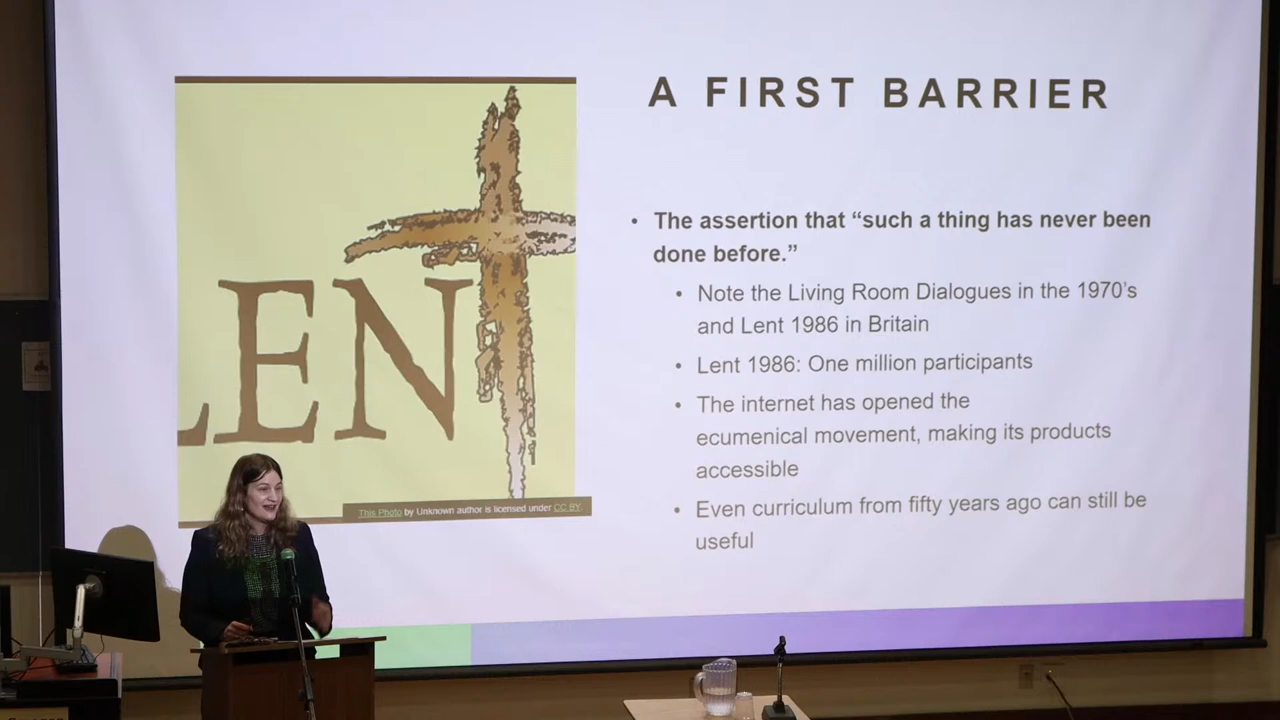 A FIRST BARRIER
• The assertion that “such a thing has never been
done before.”
• Note the Living Room Dialogues in the 1970’s
and Lent 1986 in Britain
• Lent 1986: One million participants
• The internet has opened the
ecumenical movement, making its products
accessible
• Even curriculum from fifty years ago can still be
useful
LENT
This Photo by Unknown author is licensed under CC BY.